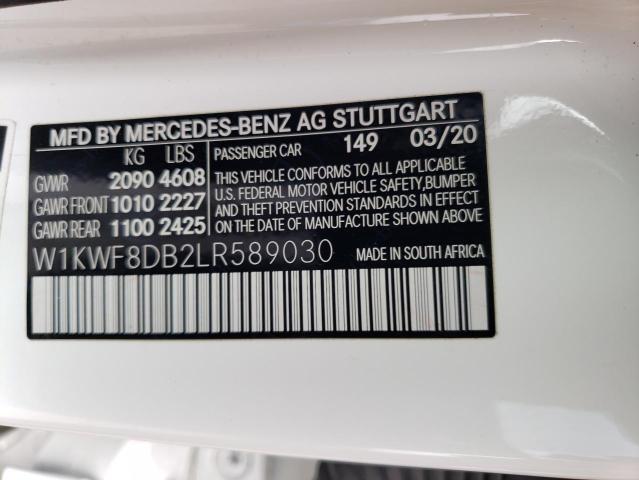 MFD BY MERCEDES-BENZ AG STUTTGART
KG LBS PASSENGER CAR 149 03/20
GVWR 2090 4608
GAWR FRONT 1010 2227
GAWR REAR 1100 2425
THIS VEHICLE CONFORMS TO ALL APPLICABLE
U.S. FEDERAL MOTOR VEHICLE SAFETY,BUMPER
AND THEFT PREVENTION STANDARDS IN EFFECT
ON THE DATE OF MANUFACTURE SHOWN ABOVE.
W1KWF8DB2LR589030 MADE IN SOUTH AFRICA